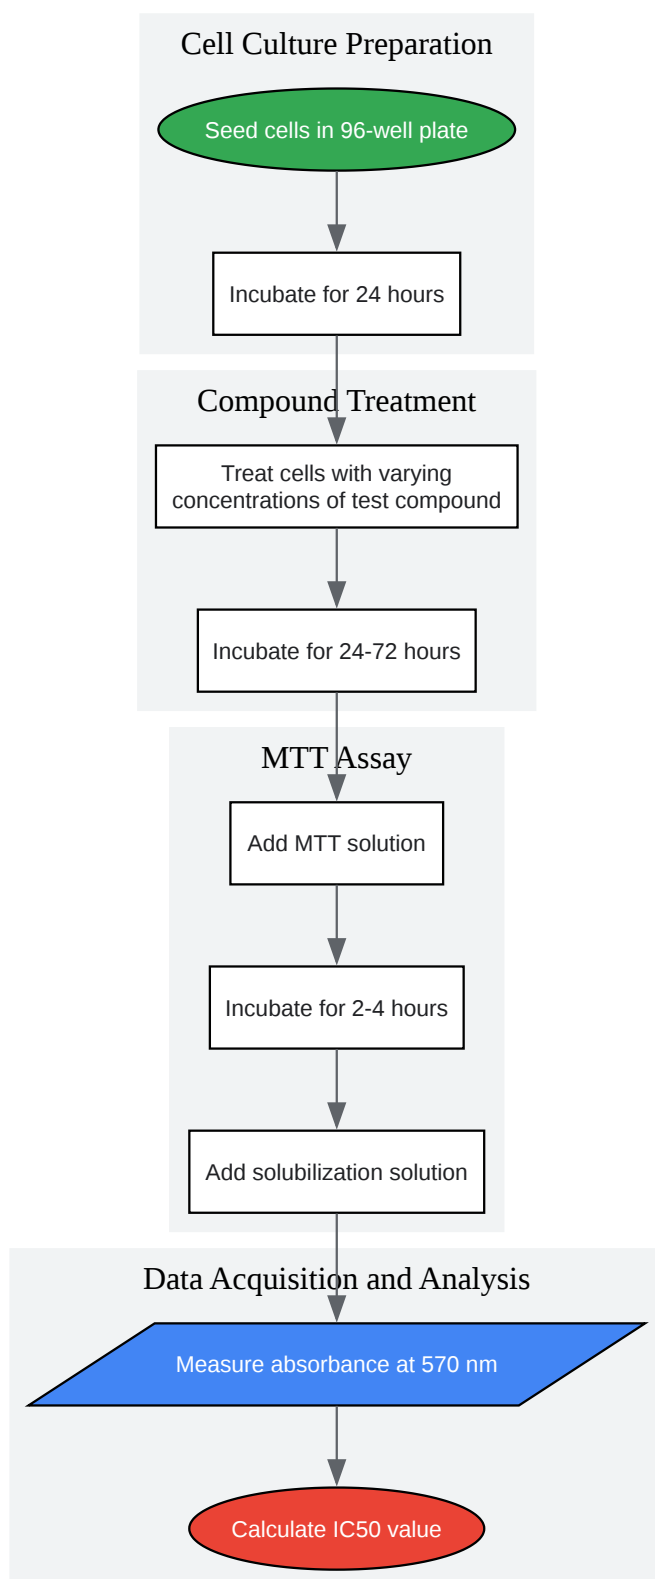 Cell Culture Preparation
Seed cells in 96-well plate
Incubate for 24 hours
Compound Treatment
Treat cells with varying
concentrations of test compound
Incubate for 24-72 hours
MTT Assay
Add MTT solution
Incubate for 2-4 hours
Add solubilization solution
Data Acquisition and Analysis
Measure absorbance at 570 nm
Calculate IC50 value